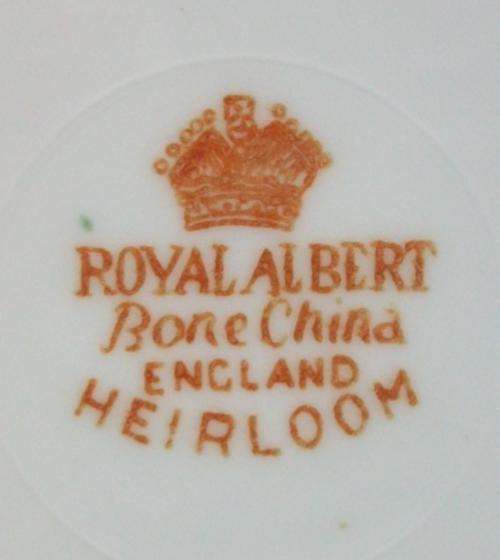 ROYAL ALBERT
Bone China
ENGLAND
HEIRLOOM